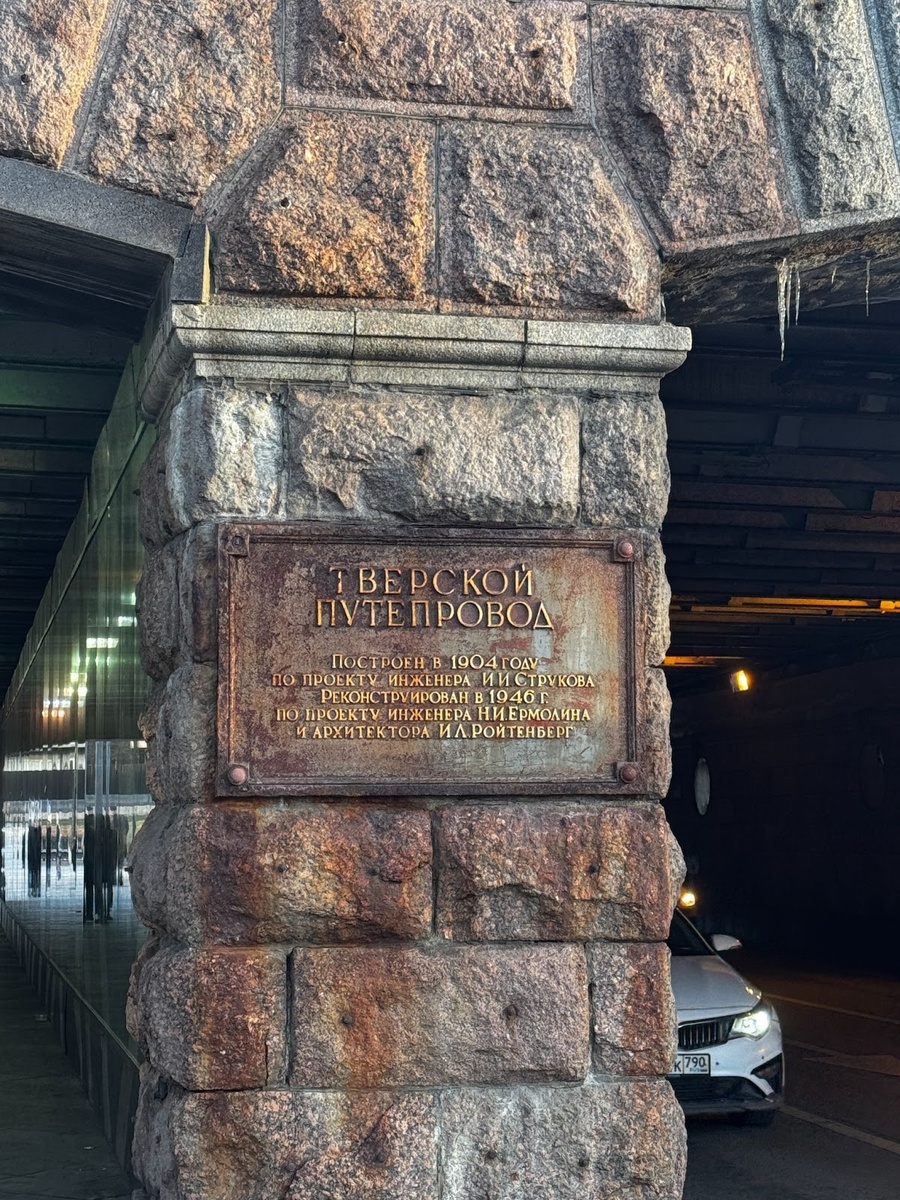 ТВЕРСКОЙ
ПУТЕПРОВОД
ПОСТРОЕН В 1904 ГОДУ
ПО ПРОЕКТУ ИНЖЕНЕРА И И СТРУКОВА
РЕКОНСТРУИРОВАН В 1946 Г.
ПО ПРОЕКТУ ИНЖЕНЕРА Н.И.ЕРМОЛИНА
И АРХИТЕКТОРА И.Л.РОЙТЕНБЕРГ
К 790